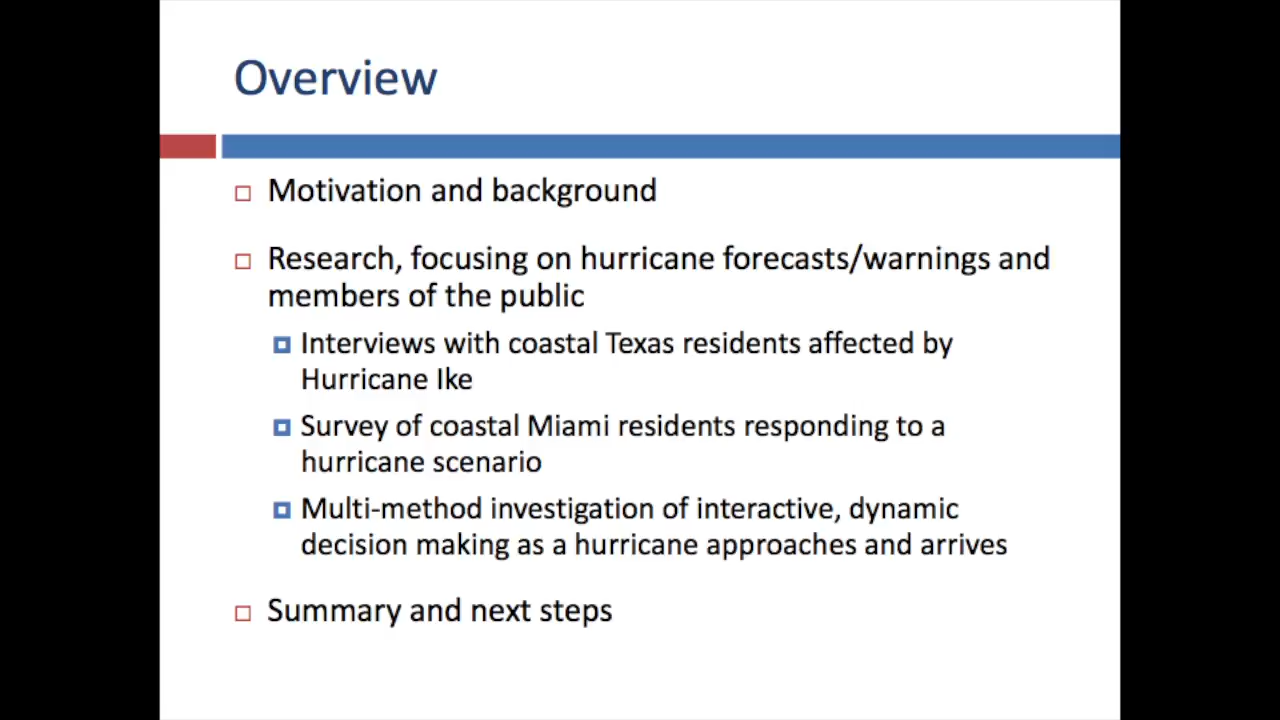 Overview
Motivation and background
Research, focusing on hurricane forecasts/warnings and
members of the public
Interviews with coastal Texas residents affected by
Hurricane Ike
Survey of coastal Miami residents responding to a
hurricane scenario
Multi-method investigation of interactive, dynamic
decision making as a hurricane approaches and arrives
Summary and next steps